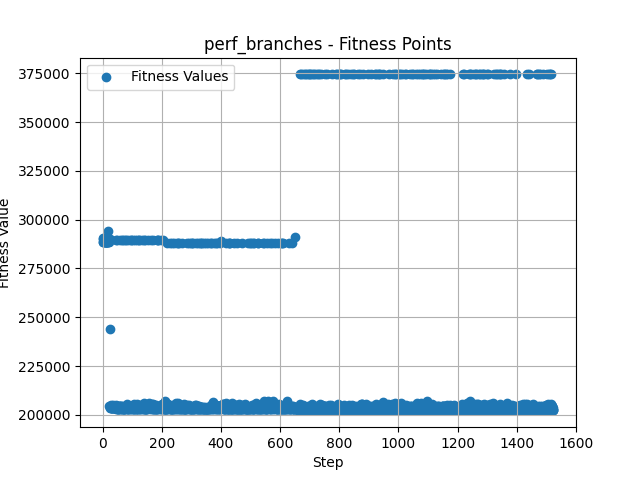 perf_branches - Fitness Points
Fitness Values
375000
350000
325000
300000
275000
250000
225000
200000
Fitness Value
0 200 400 600 800 1000 1200 1400 1600
Step